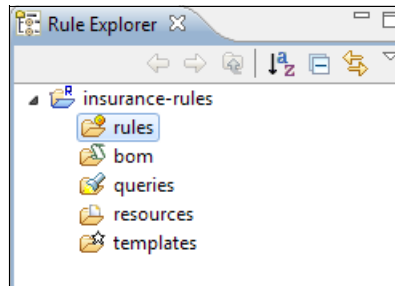 Rule Explorer
insurance-rules
rules
bom
queries
resources
templates